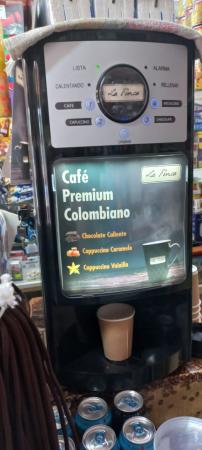 LISTA
ALARMA
CALENTANDO
RELLENAR
La Finca
CAFE
CAPUCCINO
CHOCOLATE
Café
Premium
Colombiano
La Finca
Chocolate Caliente
Cappuccino Caramelo
Cappuccino Vainilla